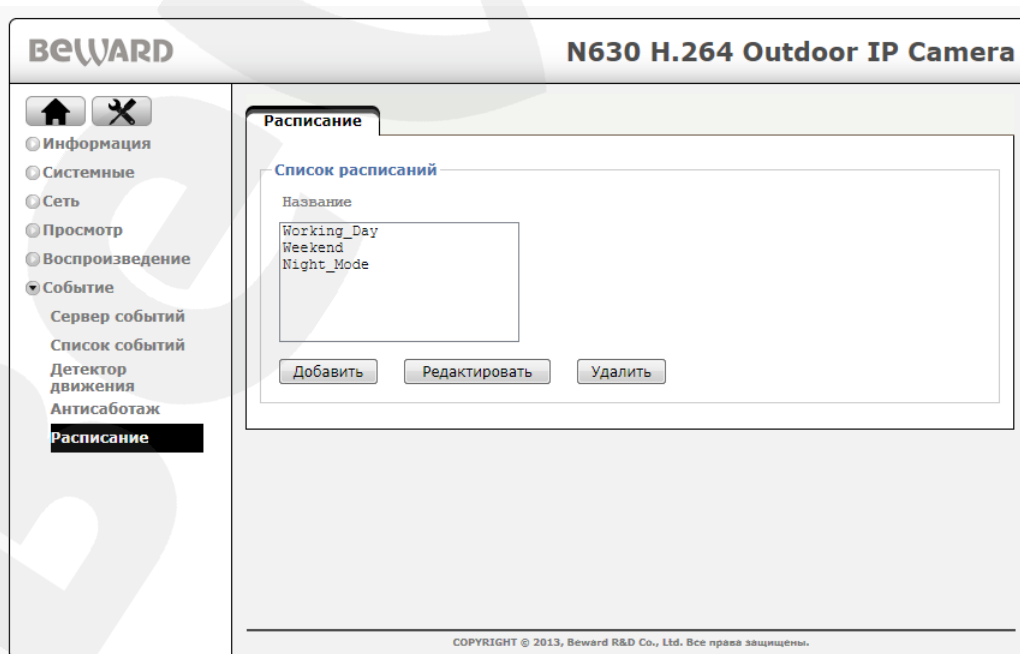 BEWARD
N630 H.264 Outdoor IP Camera
Информация
Системные
Сеть
Просмотр
Воспроизведение
Событие
Сервер событий
Список событий
Детектор
движения
Антисаботаж
Расписание
Расписание
Список расписаний
Название
Working_Day
Weekend
Night_Mode
Добавить
Редактировать
Удалить
COPYRIGHT © 2013, Beward R&D Co., Ltd. Все права защищены.